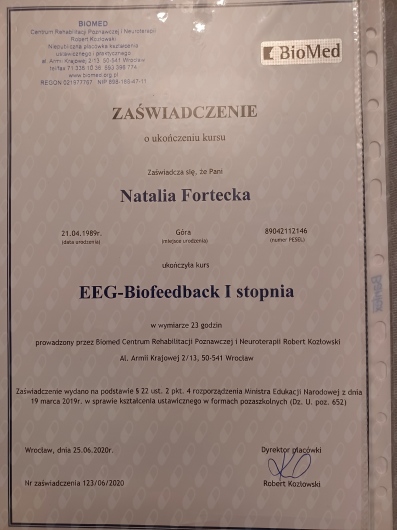 BIOMED
Centrum Rehabilitacji Poznawczej i Neuroterapii
Robert Kozłowski
Niepubliczna placówka kształcenia
ustawicznego i praktycznego
al. Armii Krajowej 2/13 50-541 Wrocław
www.biomed.org.pl
BioMed
ZAŚWIADCZENIE
o ukończeniu kursu
Zaświadcza się, że Pani
Natalia Fortecka
21.04.1989r. Góra 89042112146
(data urodzenia) (miejsce urodzenia) (numer PESEL)
ukończyła kurs
EEG-Biofeedback I stopnia
w wymiarze 23 godzin
prowadzony przez Biomed Centrum Rehabilitacji Poznawczej i Neuroterapii Robert Kozłowski
Al. Armii Krajowej 2/13, 50-541 Wrocław
Zaświadczenie wydano na podstawie § 22 ust. 2 pkt. 4 rozporządzenia Ministra Edukacji Narodowej z dnia
19 marca 2019r. w sprawie kształcenia ustawicznego w formach pozaszkolnych (Dz. U. poz. 652)
Wrocław, dnia 25.06.2020r. Dyrektor placówki
Nr zaświadczenia 123/06/2020 Robert Kozłowski